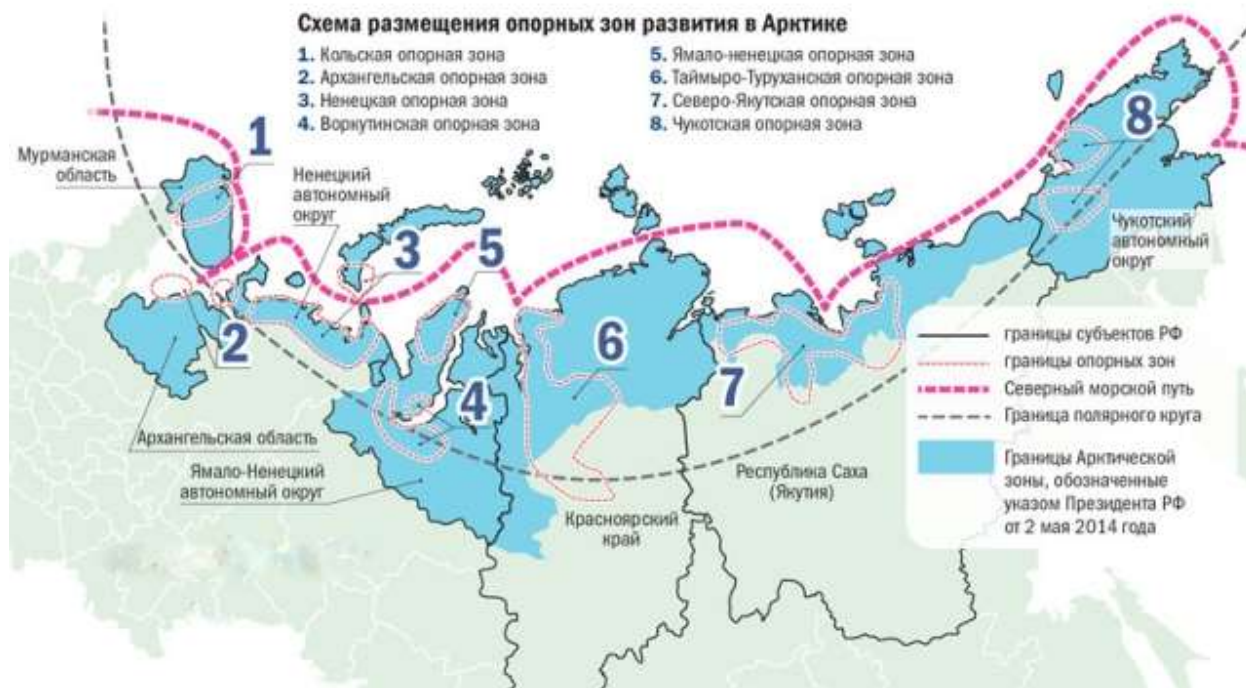 Схема размещения опорных зон развития в Арктике
1. Кольская опорная зона
2. Архангельская опорная зона
3. Ненецкая опорная зона
4. Воркутинская опорная зона
5. Ямало-ненецкая опорная зона
6. Таймыро-Туруханская опорная зона
7. Северо-Якутская опорная зона
8. Чукотская опорная зона
1
Мурманская
область
Ненецкий
автономный
округ
3
5
8
Чукотский
автономный
округ
2
6
4
7
Архангельская область
Ямало-Ненецкий
автономный округ
Красноярский
край
Республика Саха
(Якутия)
границы субъектов РФ
границы опорных зон
Северный морской путь
Граница полярного круга
Границы Арктической
зоны, обозначенные
указом Президента РФ
от 2 мая 2014 года